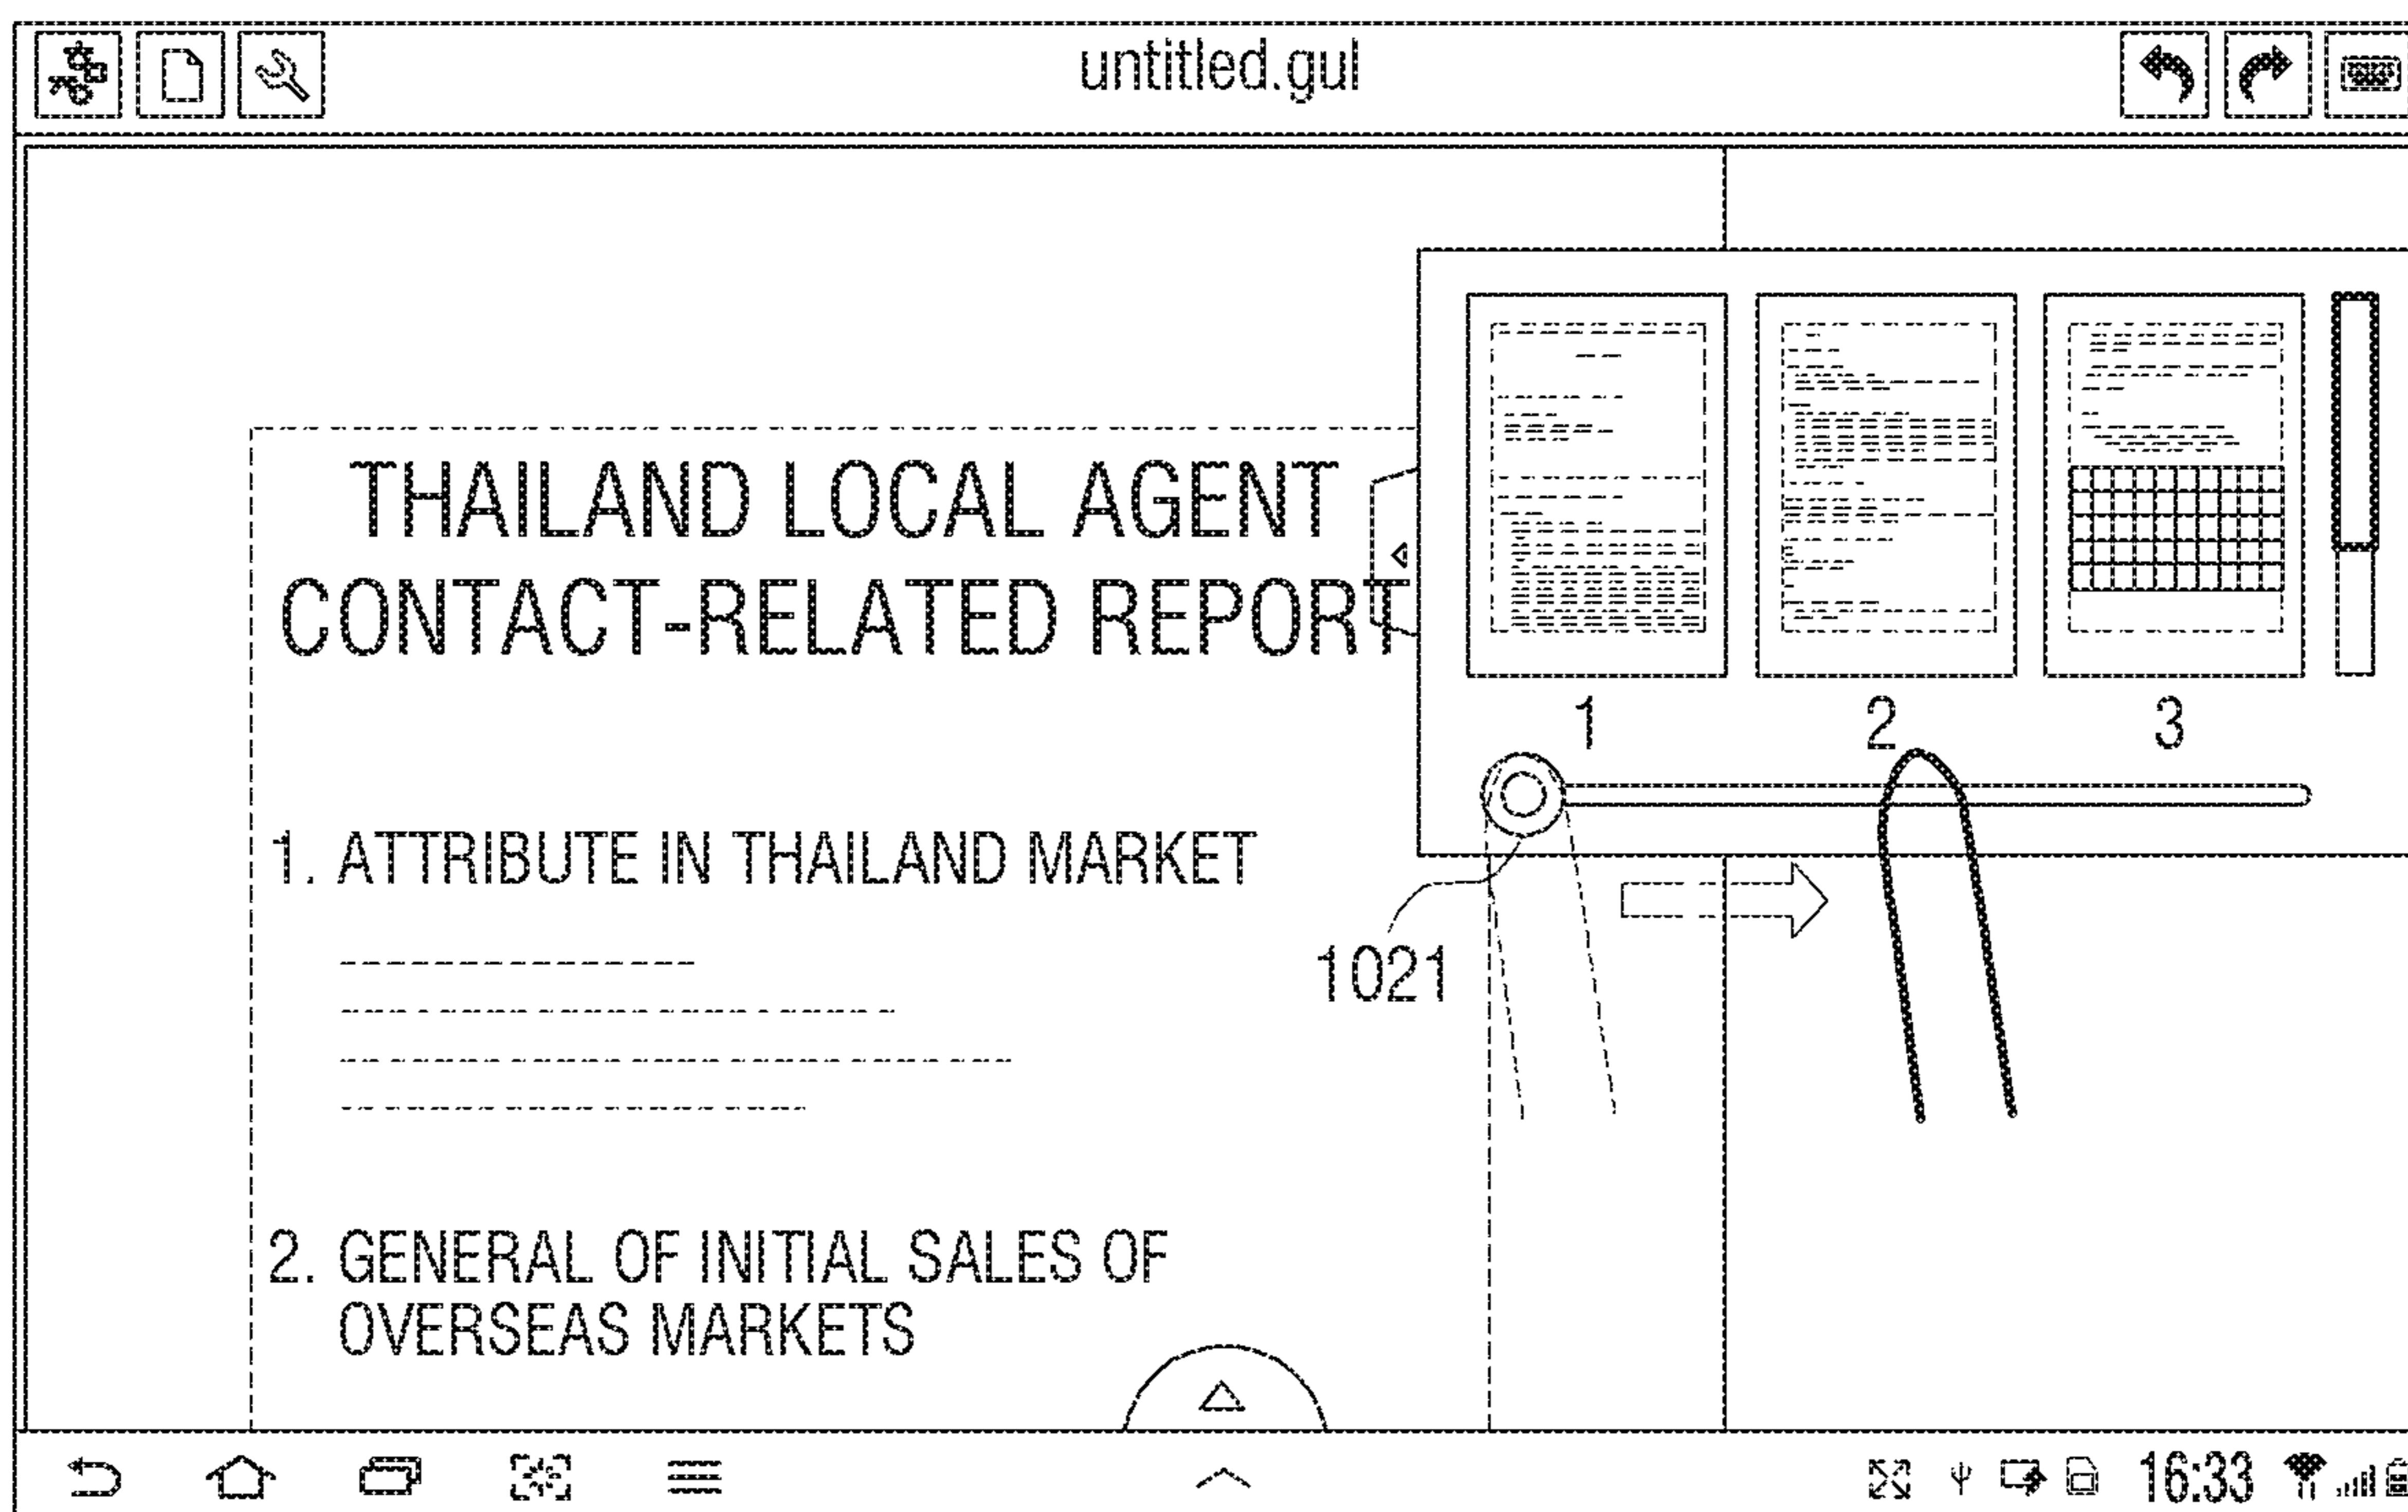 untitled.gul
THAILAND LOCAL AGENT
CONTACT-RELATED REPORT
1. ATTRIBUTE IN THAILAND MARKET
2. GENERAL OF INITIAL SALES OF
OVERSEAS MARKETS
1 2 3
1021
16:33